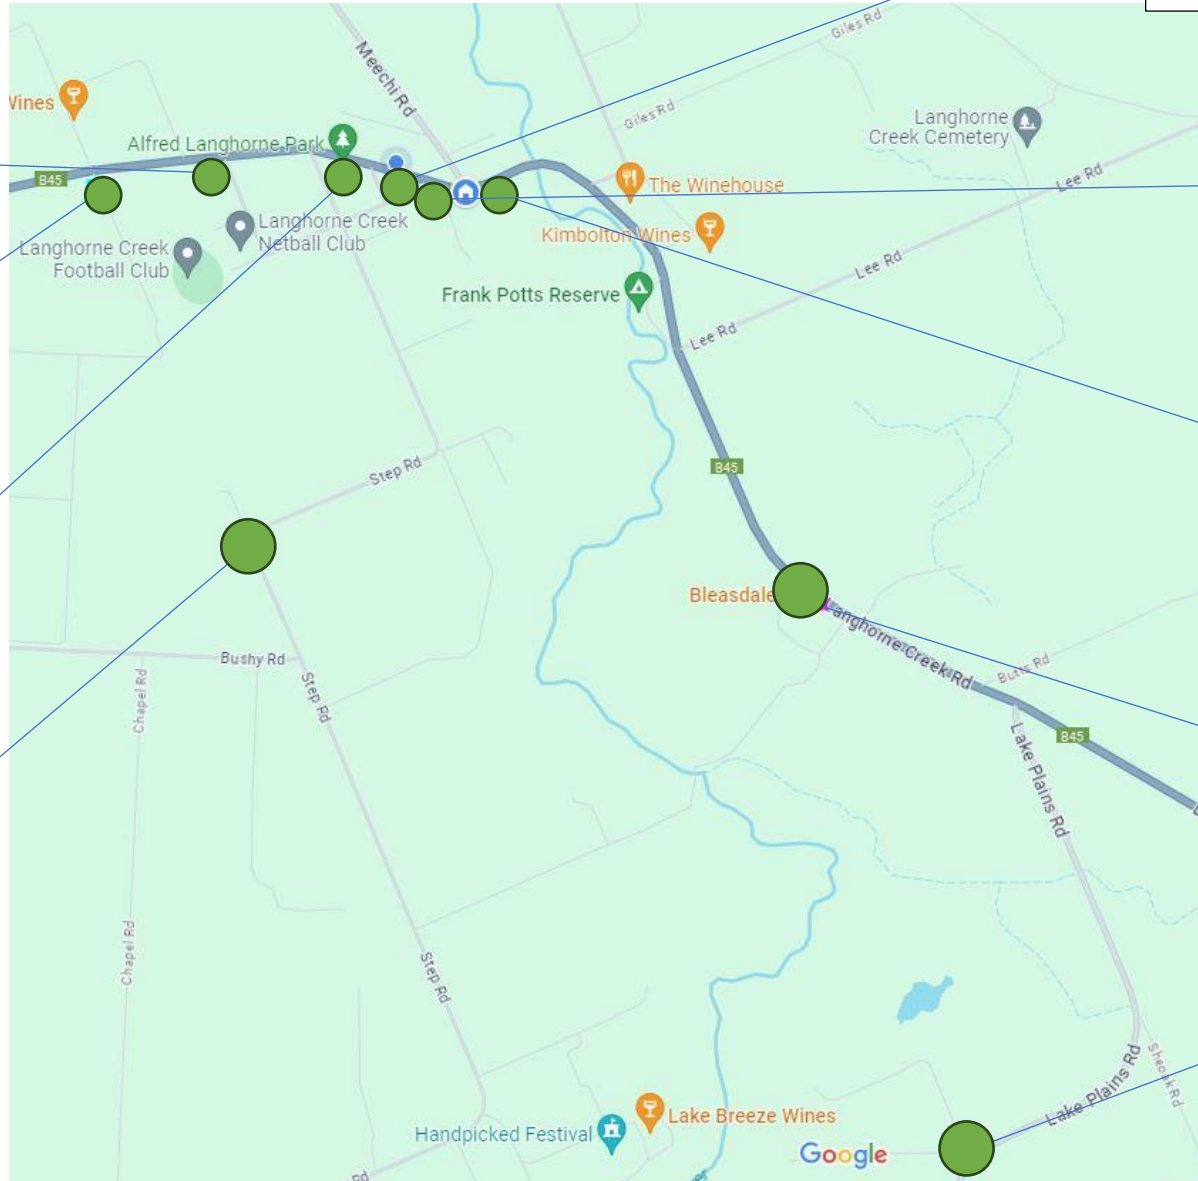 Meechi Rd
Giles Rd
Giles Rd
Wines
Langhorne
Creek Cemetery
Alfred Langhorne Park
B45
The Winehouse
Lee Rd
Langhorne Creek
Netball Club
Kimbolton Wines
Langhorne Creek
Football Club
Lee Rd
Frank Potts Reserve
Lee Rd
Step Rd
B45
Bleasdale
Langhorne Creek Rd
Bushy Rd
Butts Rd
Chapel Rd
Step Rd
B45
Lake Plains Rd
Chapel Rd
Step Rd
Lake Plains Rd
Sheoak Rd
Lake Breeze Wines
Handpicked Festival
Google
Rd